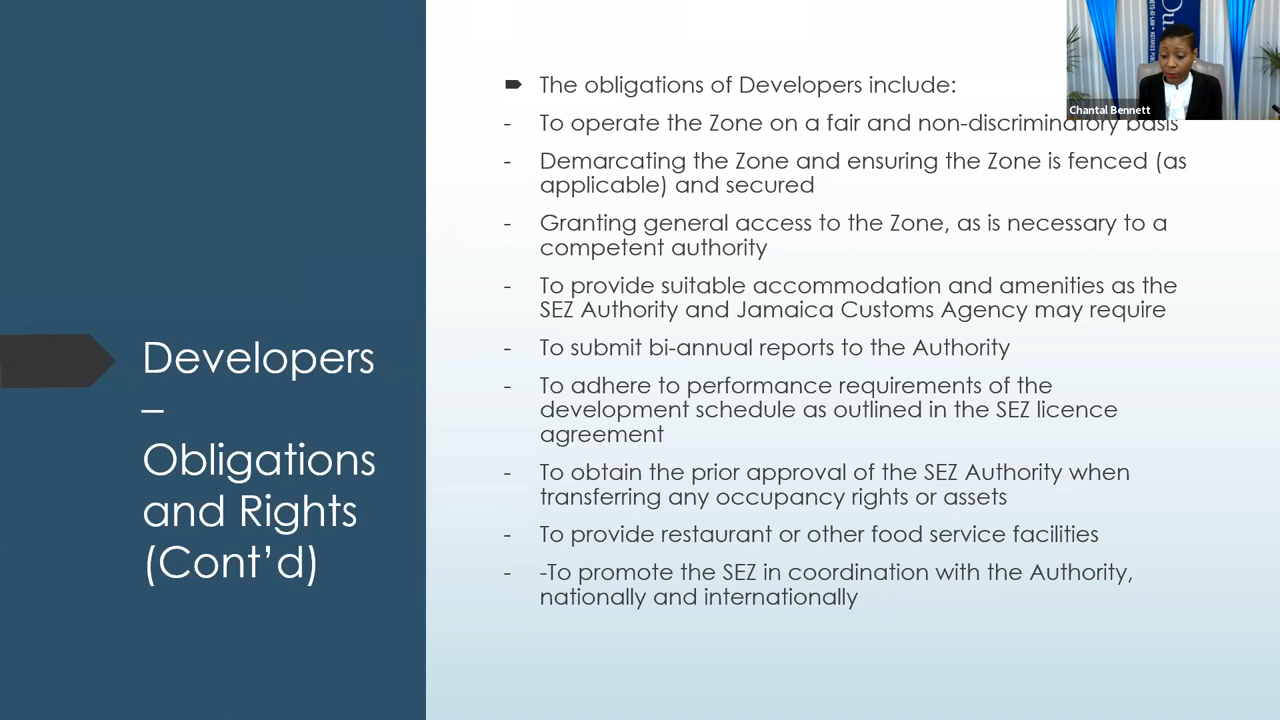 The obligations of Developers include:
- To operate the Zone on a fair and non-discriminatory basis
- Demarcating the Zone and ensuring the Zone is fenced (as
applicable) and secured
- Granting general access to the Zone, as is necessary to a
competent authority
- To provide suitable accommodation and amenities as the
SEZ Authority and Jamaica Customs Agency may require
- To submit bi-annual reports to the Authority
- To adhere to performance requirements of the
development schedule as outlined in the SEZ licence
agreement
- To obtain the prior approval of the SEZ Authority when
transferring any occupancy rights or assets
- To provide restaurant or other food service facilities
- -To promote the SEZ in coordination with the Authority,
nationally and internationally
Developers
–
Obligations
and Rights
(Cont’d)
Chantal Bennett